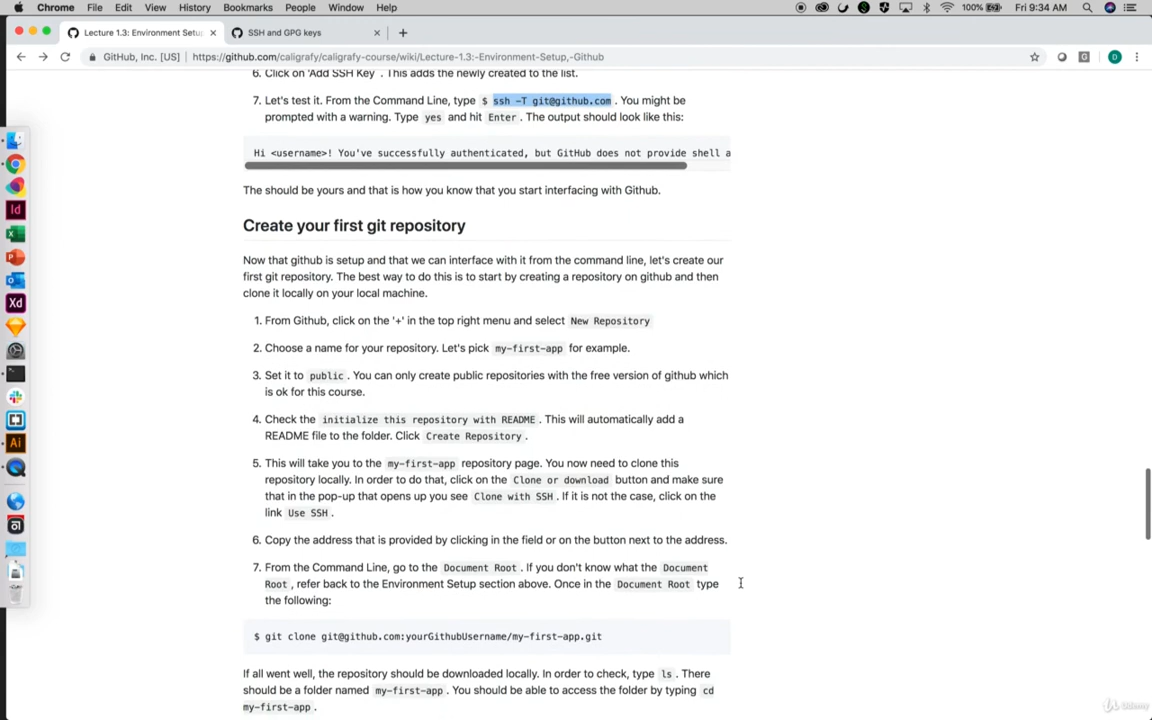 Chrome File Edit View History Bookmarks People Window Help 100% Fri 9:34 AM
Lecture 1.3: Environment Setu
SSH and GPG keys
GitHub, Inc. [US] https://github.com/caligrafy/caligrafy-course/wiki/Lecture-1.3:-Environment-Setup,-Github
D
6. Click on 'Add SSH Key'. This adds the newly created to the list.
7. Let's test it. From the Command Line, type $ ssh -T git@github.com . You might be
prompted with a warning. Type yes and hit Enter . The output should look like this:
Hi <username>! You've successfully authenticated, but GitHub does not provide shell a
The should be yours and that is how you know that you start interfacing with Github.
Create your first git repository
Now that github is setup and that we can interface with it from the command line, let's create our
first git repository. The best way to do this is to start by creating a repository on github and then
clone it locally on your local machine.
1. From Github, click on the '+' in the top right menu and select New Repository
2. Choose a name for your repository. Let's pick my-first-app for example.
3. Set it to public . You can only create public repositories with the free version of github which
is ok for this course.
4. Check the initialize this repository with README . This will automatically add a
README file to the folder. Click Create Repository .
5. This will take you to the my-first-app repository page. You now need to clone this
repository locally. In order to do that, click on the Clone or download button and make sure
that in the pop-up that opens up you see Clone with SSH . If it is not the case, click on the
link Use SSH .
6. Copy the address that is provided by clicking in the field or on the button next to the address.
7. From the Command Line, go to the Document Root . If you don't know what the Document
Root , refer back to the Environment Setup section above. Once in the Document Root type
the following:
$ git clone git@github.com:yourGithubUsername/my-first-app.git
If all went well, the repository should be downloaded locally. In order to check, type ls . There
should be a folder named my-first-app . You should be able to access the folder by typing cd
my-first-app .
Id
Xd
Ai
Udemy